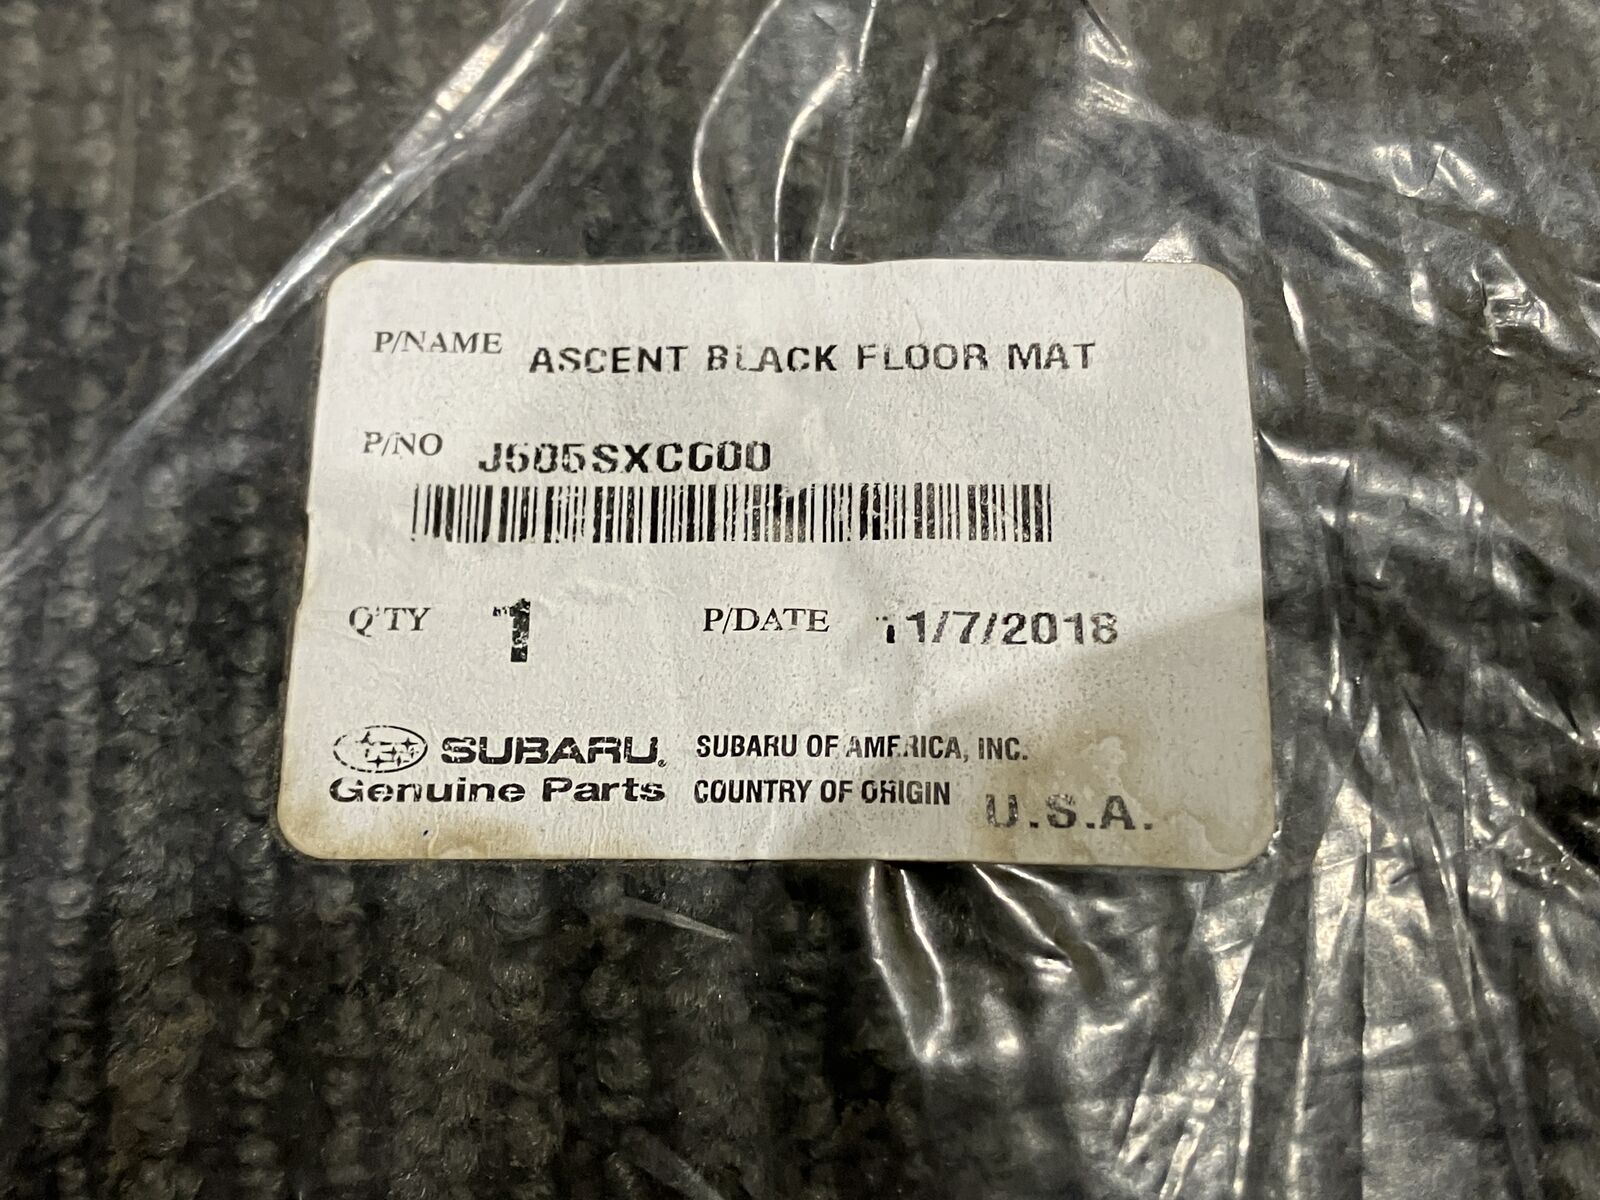 P/NAME ASCENT BLACK FLOOR MAT
P/NO J505SXC000
Q'TY 1 P/DATE 11/7/2018
SUBARU® SUBARU OF AMERICA, INC.
Genuine Parts COUNTRY OF ORIGIN U.S.A.